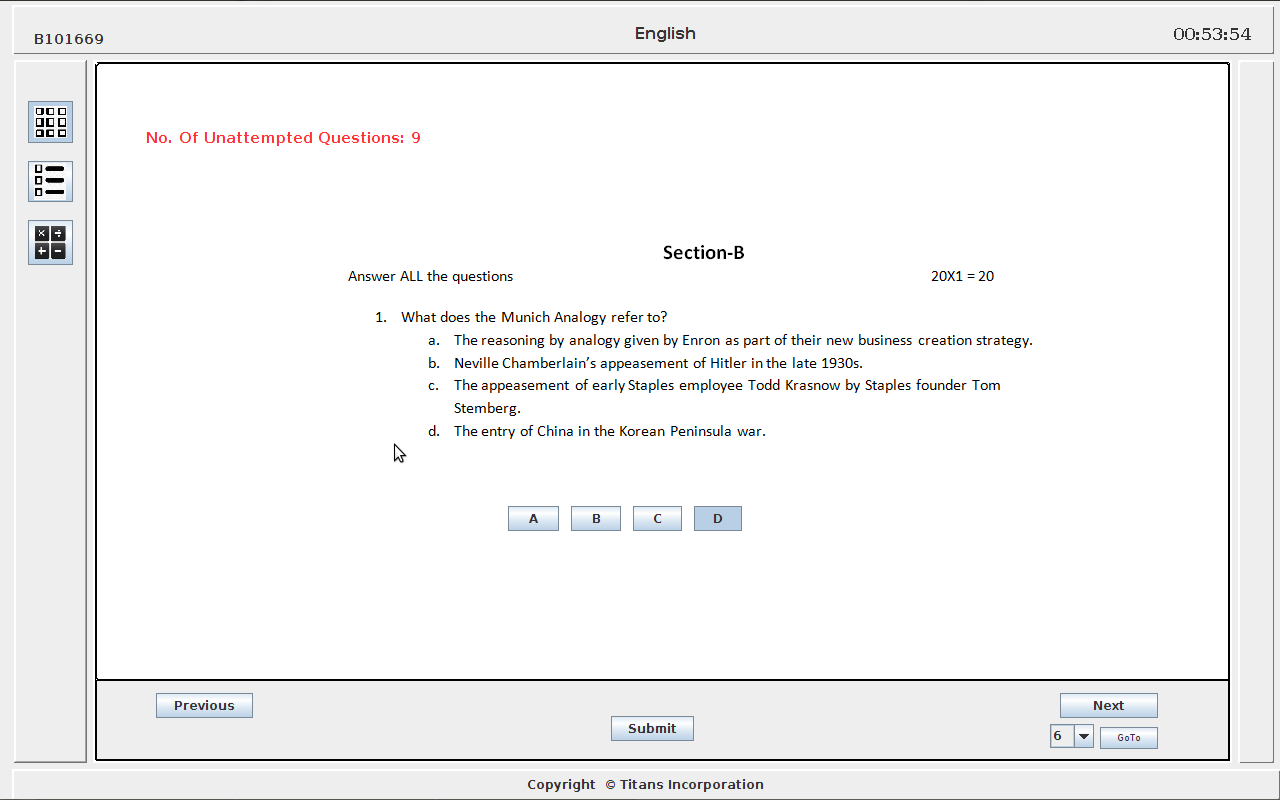 B101669
English
00:53:54
No. Of Unattempted Questions: 9
Section-B
Answer ALL the questions 20X1 = 20
1. What does the Munich Analogy refer to?
a. The reasoning by analogy given by Enron as part of their new business creation strategy.
b. Neville Chamberlain’s appeasement of Hitler in the late 1930s.
c. The appeasement of early Staples employee Todd Krasnow by Staples founder Tom
Stemberg.
d. The entry of China in the Korean Peninsula war.
A B C D
Previous
Next
Submit
6
GoTo
Copyright © Titans Incorporation